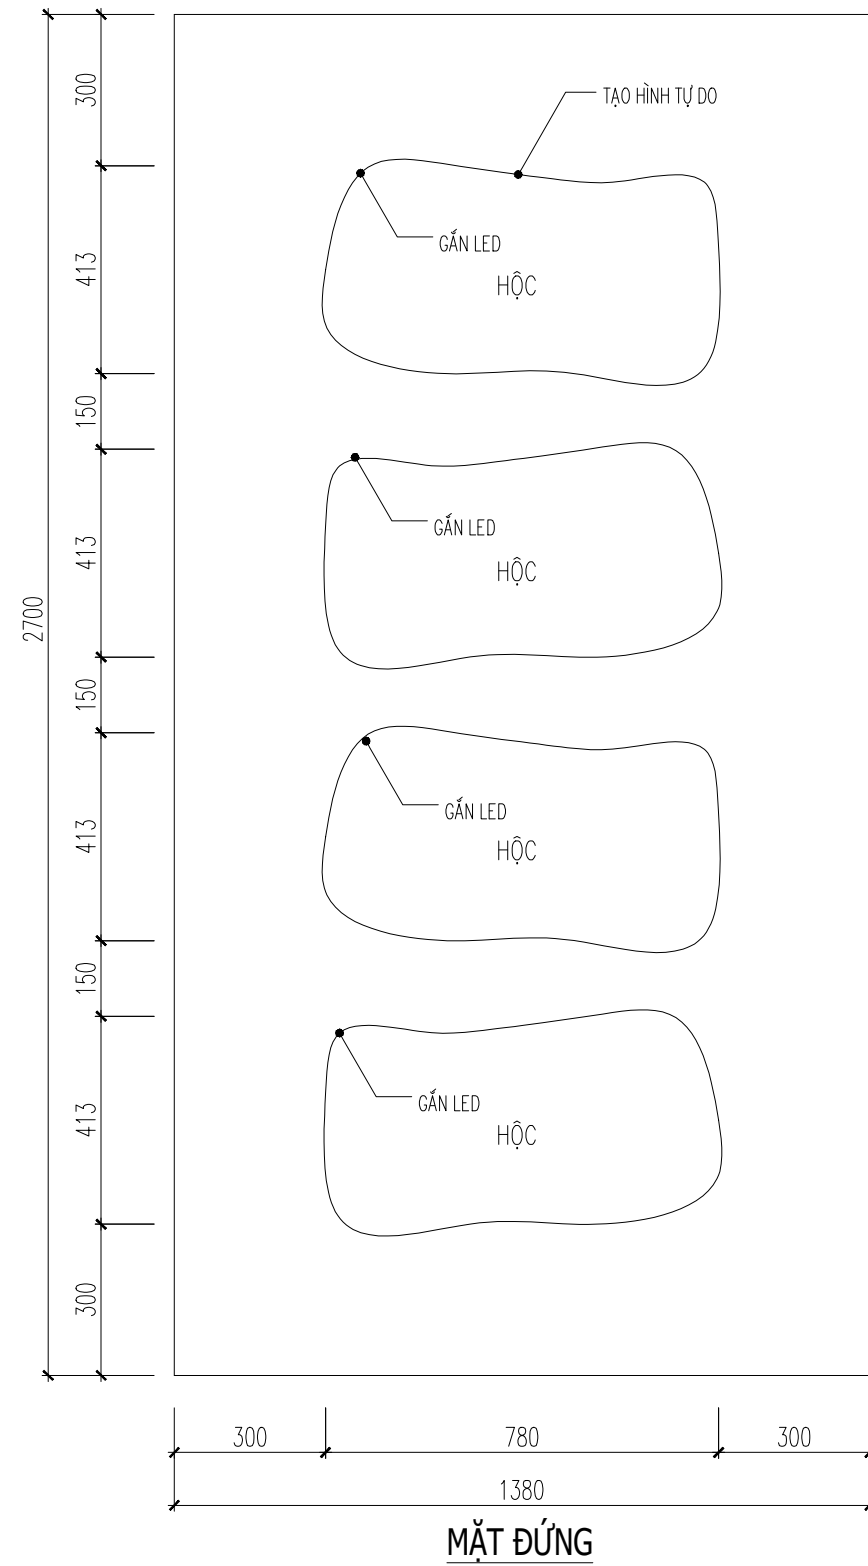 300
TẠO HÌNH TỰ DO
GẮN LED
413
HỘC
150
GẮN LED
413
HỘC
2700
150
GẮN LED
413
HỘC
150
GẮN LED
413
HỘC
300
300
780
300
1380
MẶT ĐỨNG